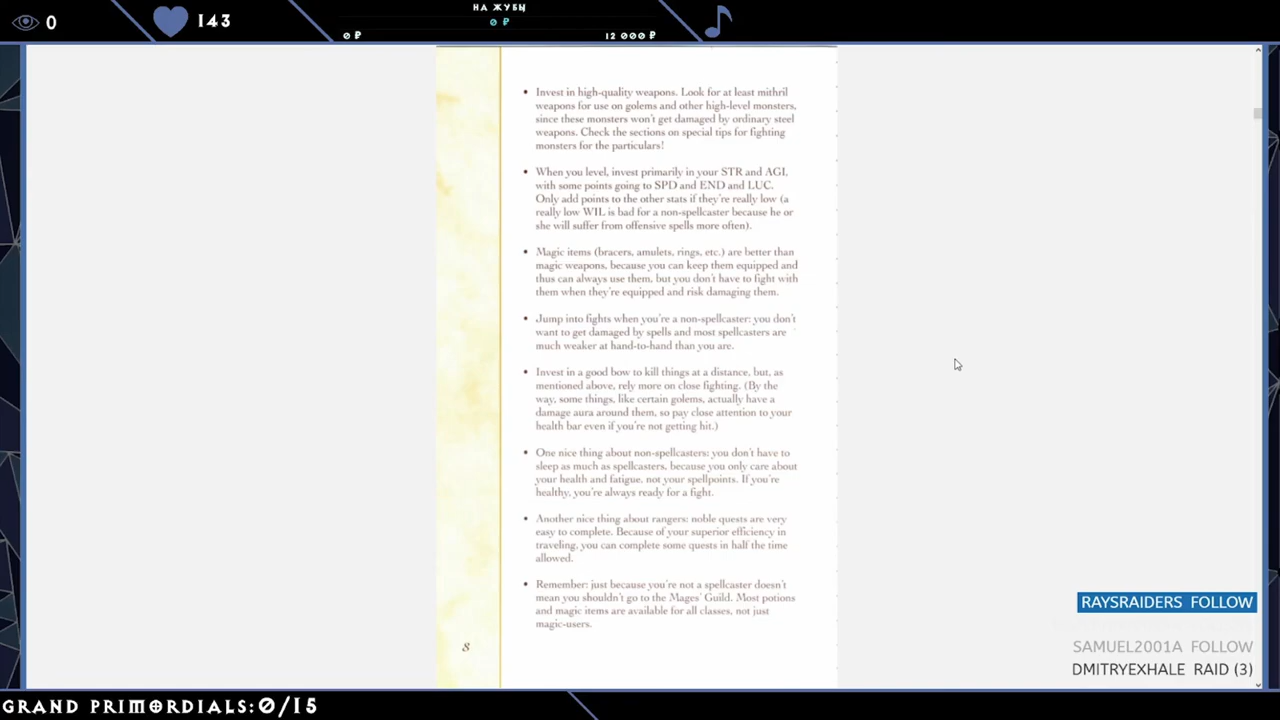 0
143
НА ЖУБЫ
0 ₽
0 ₽
12 000 ₽
• Invest in high-quality weapons. Look for at least mithril
weapons for use on golems and other high-level monsters,
since these monsters won't get damaged by ordinary steel
weapons. Check the sections on special tips for fighting
monsters for the particulars!
• When you level, invest primarily in your STR and AGI,
with some points going to SPD and END and LUC.
Only add points to the other stats if they're really low (a
really low WIL is bad for a non-spellcaster because he or
she will suffer from offensive spells more often).
• Magic items (bracers, amulets, rings, etc.) are better than
magic weapons, because you can keep them equipped and
thus can always use them, but you don't have to fight with
them when they're equipped and risk damaging them.
• Jump into fights when you're a non-spellcaster: you don't
want to get damaged by spells and most spellcasters are
much weaker at hand-to-hand than you are.
• Invest in a good bow to kill things at a distance, but, as
mentioned above, rely more on close fighting. (By the
way, some things, like certain golems, actually have a
damage aura around them, so pay close attention to your
health bar even if you're not getting hit.)
• One nice thing about non-spellcasters: you don't have to
sleep as much as spellcasters, because you only care about
your health and fatigue, not your spellpoints. If you're
healthy, you're always ready for a fight.
• Another nice thing about rangers: noble quests are very
easy to complete. Because of your superior efficiency in
traveling, you can complete some quests in half the time
allowed.
• Remember: just because you're not a spellcaster doesn't
mean you shouldn't go to the Mages' Guild. Most potions
and magic items are available for all classes, not just
magic-users.
8
RAYSRAIDERS FOLLOW
SAMUEL2001A FOLLOW
DMITRYEXHALE RAID (3)
GRAND PRIMORDIALS:0/15